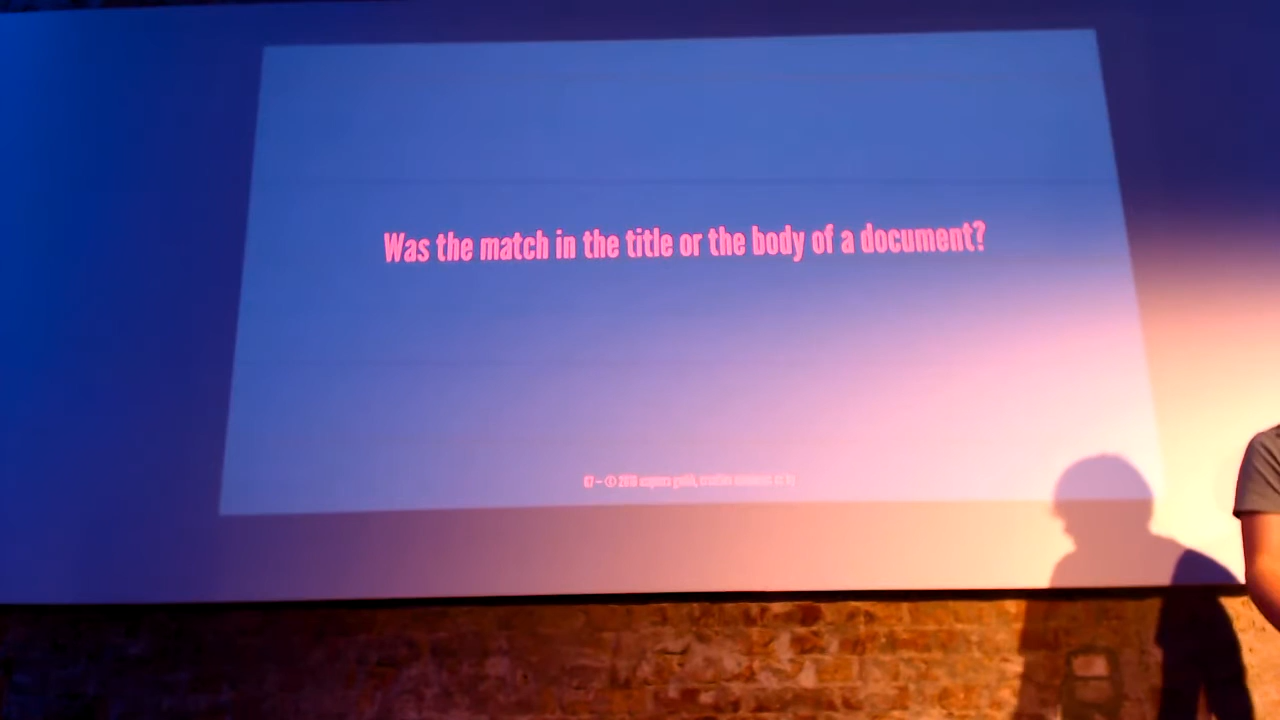 Was the match in the title or the body of a document?